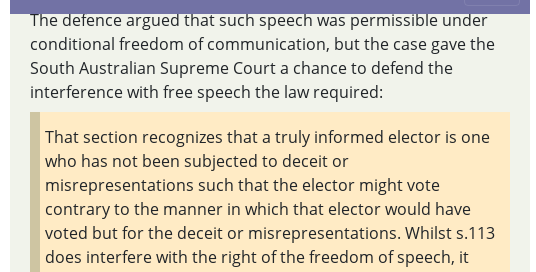 The defence argued that such speech was permissible under
conditional freedom of communication, but the case gave the
South Australian Supreme Court a chance to defend the
interference with free speech the law required:
That section recognizes that a truly informed elector is one
who has not been subjected to deceit or
misrepresentations such that the elector might vote
contrary to the manner in which that elector would have
voted but for the deceit or misrepresentations. Whilst s.113
does interfere with the right of the freedom of speech, it